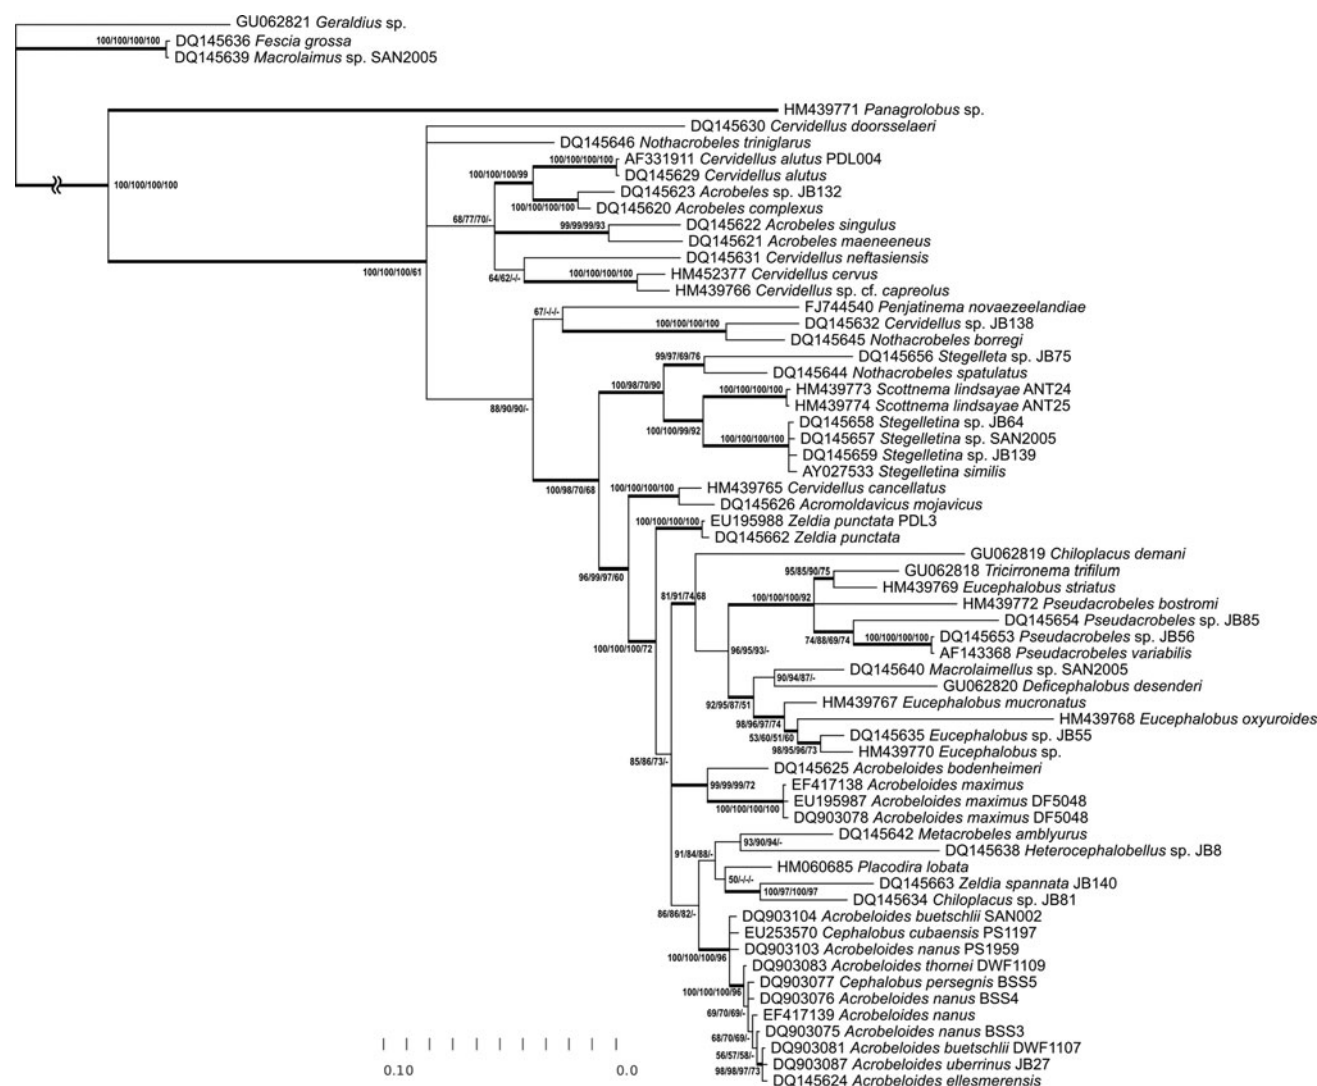 GU062821 Geraldius sp.
100/100/100/100
DQ145636 Fescia grossa
DQ145639 Macrolaimus sp. SAN2005
HM439771 Panagrolobus sp.
DQ145630 Cervidellus doorsselaeri
DQ145646 Nothacrobeles triniglarus
100/100/100/100
AF331911 Cervidellus alutus PDL004
100/100/100/99
DQ145629 Cervidellus alutus
100/100/100/100
DQ145623 Acrobeles sp. JB132
100/100/100/100
DQ145620 Acrobeles complexus
68/77/70/-
99/99/99/93
DQ145622 Acrobeles singulus
DQ145621 Acrobeles maeneeneus
DQ145631 Cervidellus neftasiensis
100/100/100/61
64/62/-/-
100/100/100/100
HM452377 Cervidellus cervus
HM439766 Cervidellus sp. cf. capreolus
67/-/-/-
FJ744540 Penjatinema novaezeelandiae
100/100/100/100
DQ145632 Cervidellus sp. JB138
DQ145645 Nothacrobeles borregi
99/97/69/76
DQ145656 Stegelleta sp. JB75
DQ145644 Nothacrobeles spatulatus
100/98/70/90
100/100/100/100
HM439773 Scottnema lindsayae ANT24
88/90/90/-
HM439774 Scottnema lindsayae ANT25
DQ145658 Stegelletina sp. JB64
100/100/99/92
100/100/100/100
DQ145657 Stegelletina sp. SAN2005
DQ145659 Stegelletina sp. JB139
AY027533 Stegelletina similis
100/98/70/68
100/100/100/100
HM439765 Cervidellus cancellatus
DQ145626 Acromoldavicus mojavicus
100/100/100/100
EU195988 Zeldia punctata PDL3
DQ145662 Zeldia punctata
GU062819 Chiloplacus demani
96/99/97/60
95/85/90/75
GU062818 Tricirronema trifilum
HM439769 Eucephalobus striatus
81/91/74/68
100/100/100/92
HM439772 Pseudacrobeles bostromi
DQ145654 Pseudacrobeles sp. JB85
74/88/69/74
100/100/100/100
DQ145653 Pseudacrobeles sp. JB56
100/100/100/72
96/95/93/-
AF143368 Pseudacrobeles variabilis
DQ145640 Macrolaimellus sp. SAN2005
90/94/87/-
GU062820 Deficephalobus desenderi
92/95/87/51
HM439767 Eucephalobus mucronatus
98/96/97/74
HM439768 Eucephalobus oxyuroides
53/60/51/60
DQ145635 Eucephalobus sp. JB55
98/95/96/73
HM439770 Eucephalobus sp.
85/86/73/-
DQ145625 Acrobeloides bodenheimeri
99/99/99/72
EF417138 Acrobeloides maximus
100/100/100/100
EU195987 Acrobeloides maximus DF5048
DQ903078 Acrobeloides maximus DF5048
93/90/94/-
DQ145642 Metacrobeles amblyurus
91/84/88/-
DQ145638 Heterocephalobellus sp. JB8
HM060685 Placodira lobata
50/-/-/-
DQ145663 Zeldia spannata JB140
100/97/100/97
DQ145634 Chiloplacus sp. JB81
86/86/82/-
DQ903104 Acrobeloides buetschlii SAN002
EU253570 Cephalobus cubaensis PS1197
DQ903103 Acrobeloides nanus PS1959
100/100/100/96
DQ903083 Acrobeloides thornei DWF1109
DQ903077 Cephalobus persegnis BSS5
100/100/100/96
DQ903076 Acrobeloides nanus BSS4
69/70/69/-
EF417139 Acrobeloides nanus
DQ903075 Acrobeloides nanus BSS3
68/70/69/-
DQ903081 Acrobeloides buetschlii DWF1107
56/57/58/-
DQ903087 Acrobeloides uberrinus JB27
98/98/97/73
DQ145624 Acrobeloides ellesmerensis
100/100/100/100
0.10
0.0